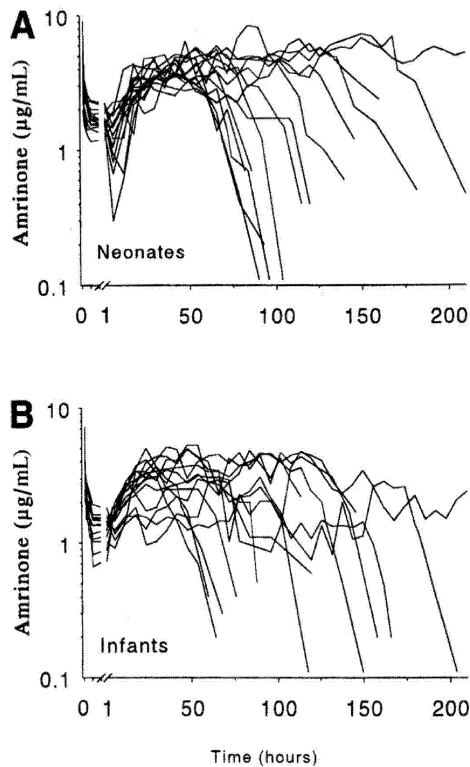 A
Amrinone (µg/mL)
10
1
0.1
Neonates
0 1 50 100 150 200
B
Amrinone (µg/mL)
10
1
0.1
Infants
0 1 50 100 150 200
Time (hours)